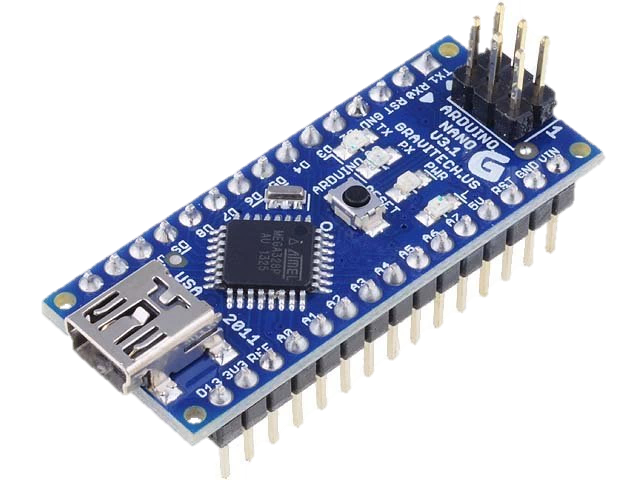 TX1
RX0
RST
GND
D3
D4
D5
D6
D7
D8
ARDUINO
NANO
V3.1
GRAVITECH.US
G
1
TX
RX
PWR
ARDUINO
RESET
ATMEL
MEGA328P
AU 1325
USA
2011
D13
3V3
REF
A0
A1
A2
A3
A4
A5
A6
A7
5V
RST
GND
VIN